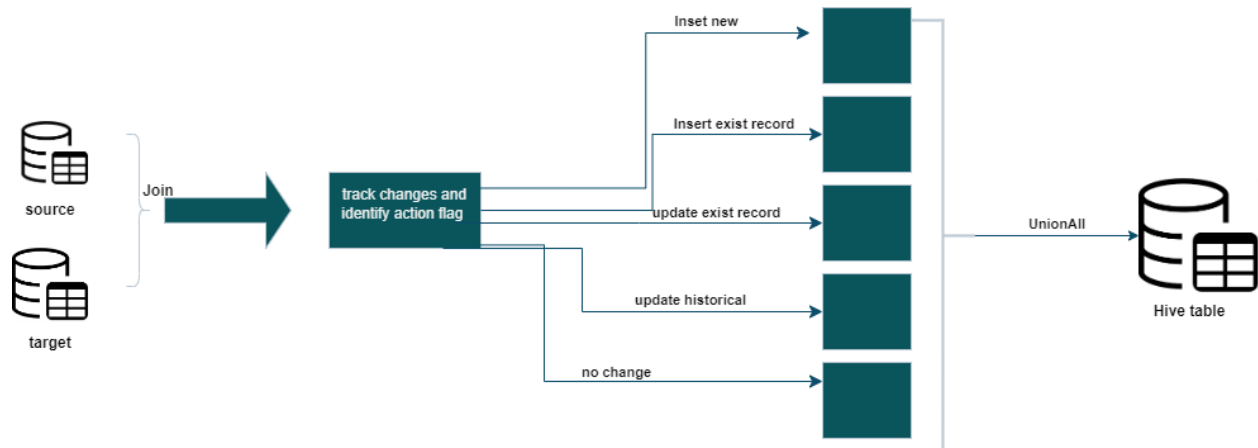 Inset new
Insert exist record
source
Join
track changes and
identify action flag
update exist record
UnionAll
target
update historical
Hive table
no change